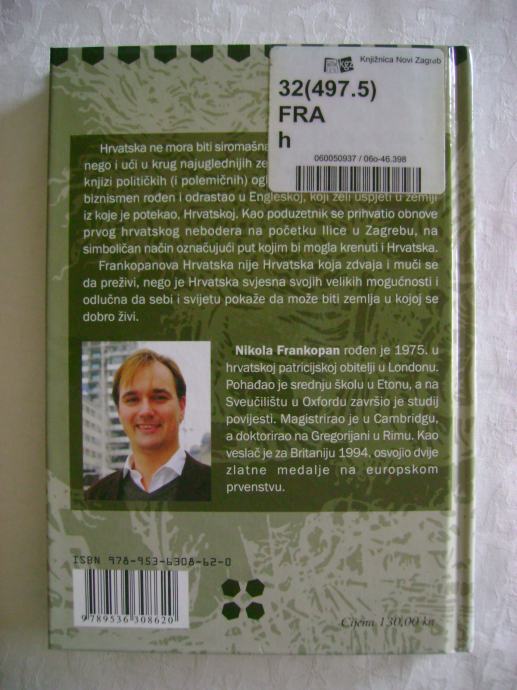 kgz Knjižnica Novi Zagreb
32(497.5)
FRA
h
060050937 / 06o-46.398
Hrvatska ne mora biti siromašna
nego i ući u krug najuglednijih
knjizi političkih (i polemičnih)
biznismen rođen i odrastao u Engleskoj, koji želi uspjeti u zemlji
iz koje je potekao, Hrvatskoj. Kao poduzetnik se prihvatio obnove
prvog hrvatskog nebodera na početku Ilice u Zagrebu, na
simboličan način označujući put kojim bi mogla krenuti i Hrvatska.
Frankopanova Hrvatska nije Hrvatska koja zdvaja i muči se
da preživi, nego je Hrvatska svjesna svojih velikih mogućnosti i
odlučna da sebi i svijetu pokaže da može biti zemlja u kojoj se
dobro živi.
Nikola Frankopan rođen je 1975. u
hrvatskoj patricijskoj obitelji u Londonu.
Pohađao je srednju školu u Etonu, a na
Sveučilištu u Oxfordu završio je studij
povijesti. Magistrirao je u Cambridgu,
a doktorirao na Gregorijani u Rimu. Kao
veslač je za Britaniju 1994. osvojio dvije
zlatne medalje na europskom
prvenstvu.
ISBN 978-953-6308-62-0
9 789536 308620
Cijena 130,00 kn